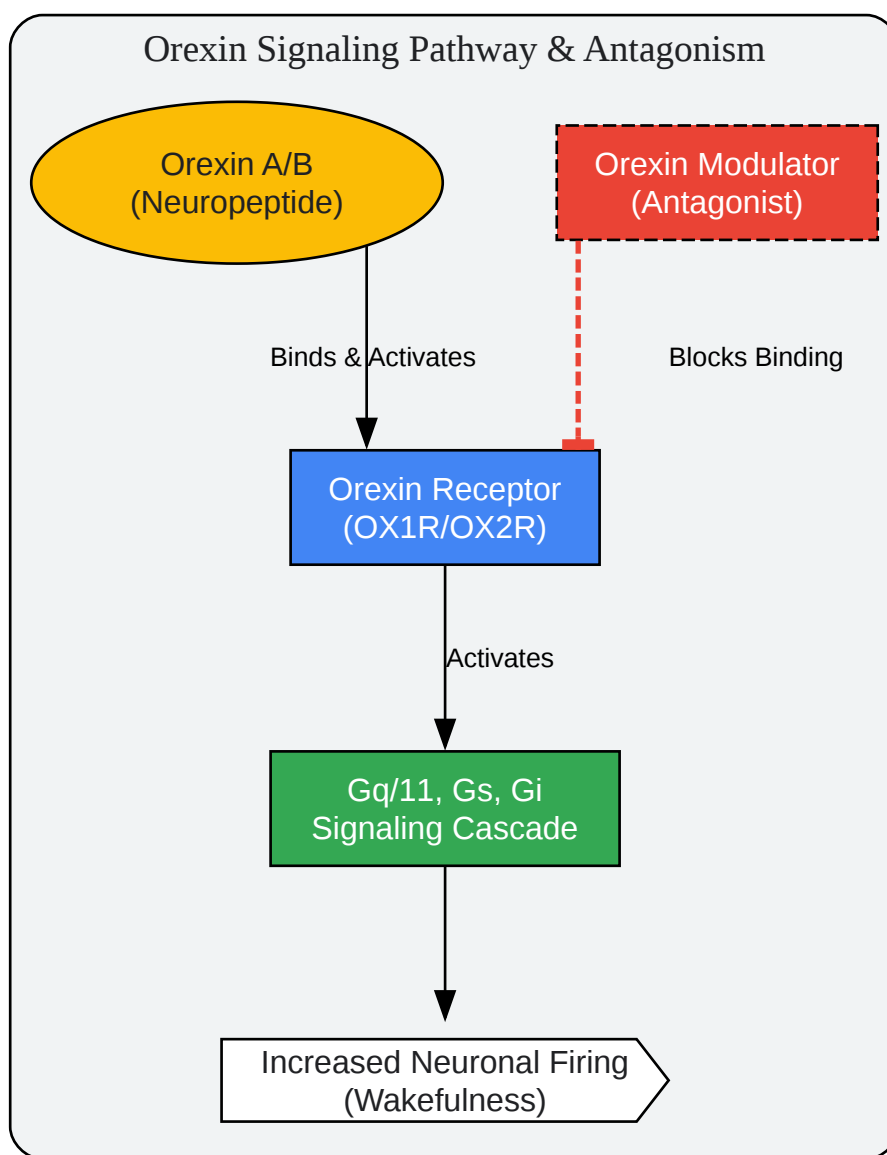 Orexin Signaling Pathway & Antagonism
Orexin A/B
(Neuropeptide)
Orexin Modulator
(Antagonist)
Binds & Activates
Blocks Binding
Orexin Receptor
(OX1R/OX2R)
Activates
Gq/11, Gs, Gi
Signaling Cascade
Increased Neuronal Firing
(Wakefulness)